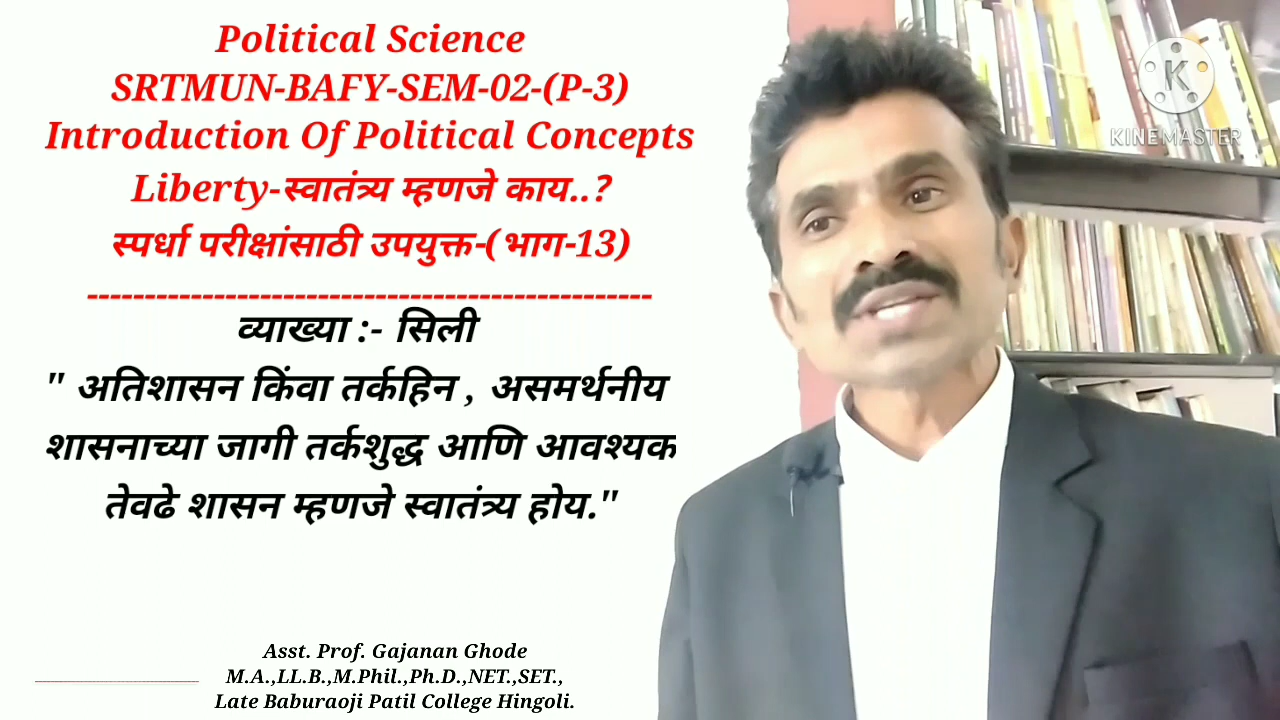 Political Science
SRTMUN-BAFY-SEM-02-(P-3)
Introduction Of Political Concepts
Liberty-स्वातंत्र्य म्हणजे काय..?
स्पर्धा परीक्षांसाठी उपयुक्त-(भाग-13)
--------------------------------------------------
व्याख्या :- सिली
" अतिशासन किंवा तर्कहिन , असमर्थनीय
शासनाच्या जागी तर्कशुद्ध आणि आवश्यक
तेवढे शासन म्हणजे स्वातंत्र्य होय."
Asst. Prof. Gajanan Ghode
M.A.,LL.B.,M.Phil.,Ph.D.,NET.,SET.,
Late Baburaoji Patil College Hingoli.
K
KINEMASTER